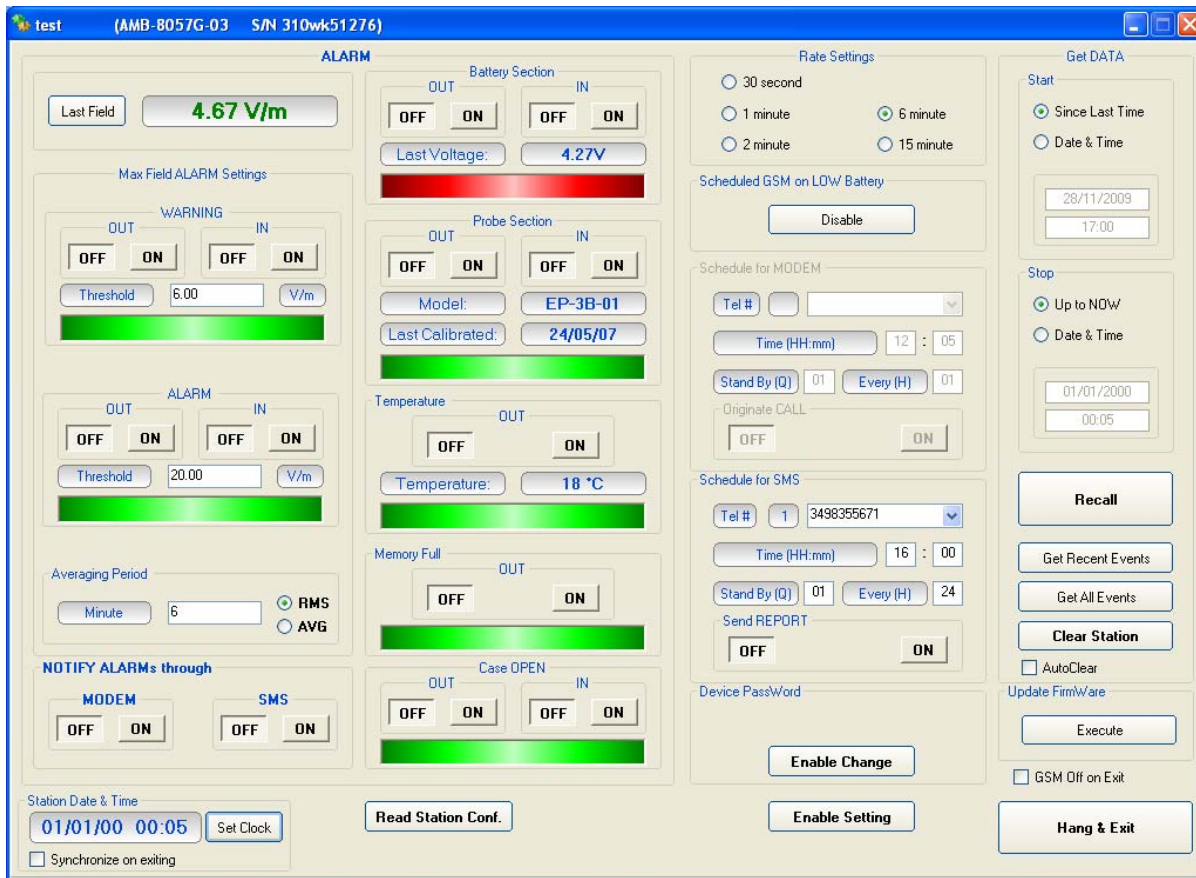 test (AMB-8057G-03 S/N 310wk51276)
ALARM
Last Field
4.67 V/m
Max Field ALARM Settings
WARNING
OUT
IN
OFF ON
OFF ON
Threshold 6.00 V/m
ALARM
OUT
IN
OFF ON
OFF ON
Threshold 20.00 V/m
Averaging Period
Minute 6
RMS
AVG
NOTIFY ALARMs through
MODEM
SMS
OFF ON
OFF ON
Battery Section
OUT
IN
OFF ON
OFF ON
Last Voltage: 4.27V
Probe Section
OUT
IN
OFF ON
OFF ON
Model: EP-3B-01
Last Calibrated: 24/05/07
Temperature
OUT
OFF ON
Temperature: 18 °C
Memory Full
OUT
OFF ON
Case OPEN
OUT
IN
OFF ON
OFF ON
Rate Settings
30 second
1 minute
6 minute
2 minute
15 minute
Scheduled GSM on LOW Battery
Disable
Schedule for MODEM
Tel #
Time (HH:mm) 12 : 05
Stand By (Q) 01 Every (H) 01
Originate CALL
OFF ON
Schedule for SMS
Tel # 1 3498355671
Time (HH:mm) 16 : 00
Stand By (Q) 01 Every (H) 24
Send REPORT
OFF ON
Device PassWord
Enable Change
Get DATA
Start
Since Last Time
Date & Time
28/11/2009
17:00
Stop
Up to NOW
Date & Time
01/01/2000
00:05
Recall
Get Recent Events
Get All Events
Clear Station
AutoClear
Update FirmWare
Execute
GSM Off on Exit
Station Date & Time
01/01/00 00:05 Set Clock
Synchronize on exiting
Read Station Conf.
Enable Setting
Hang & Exit